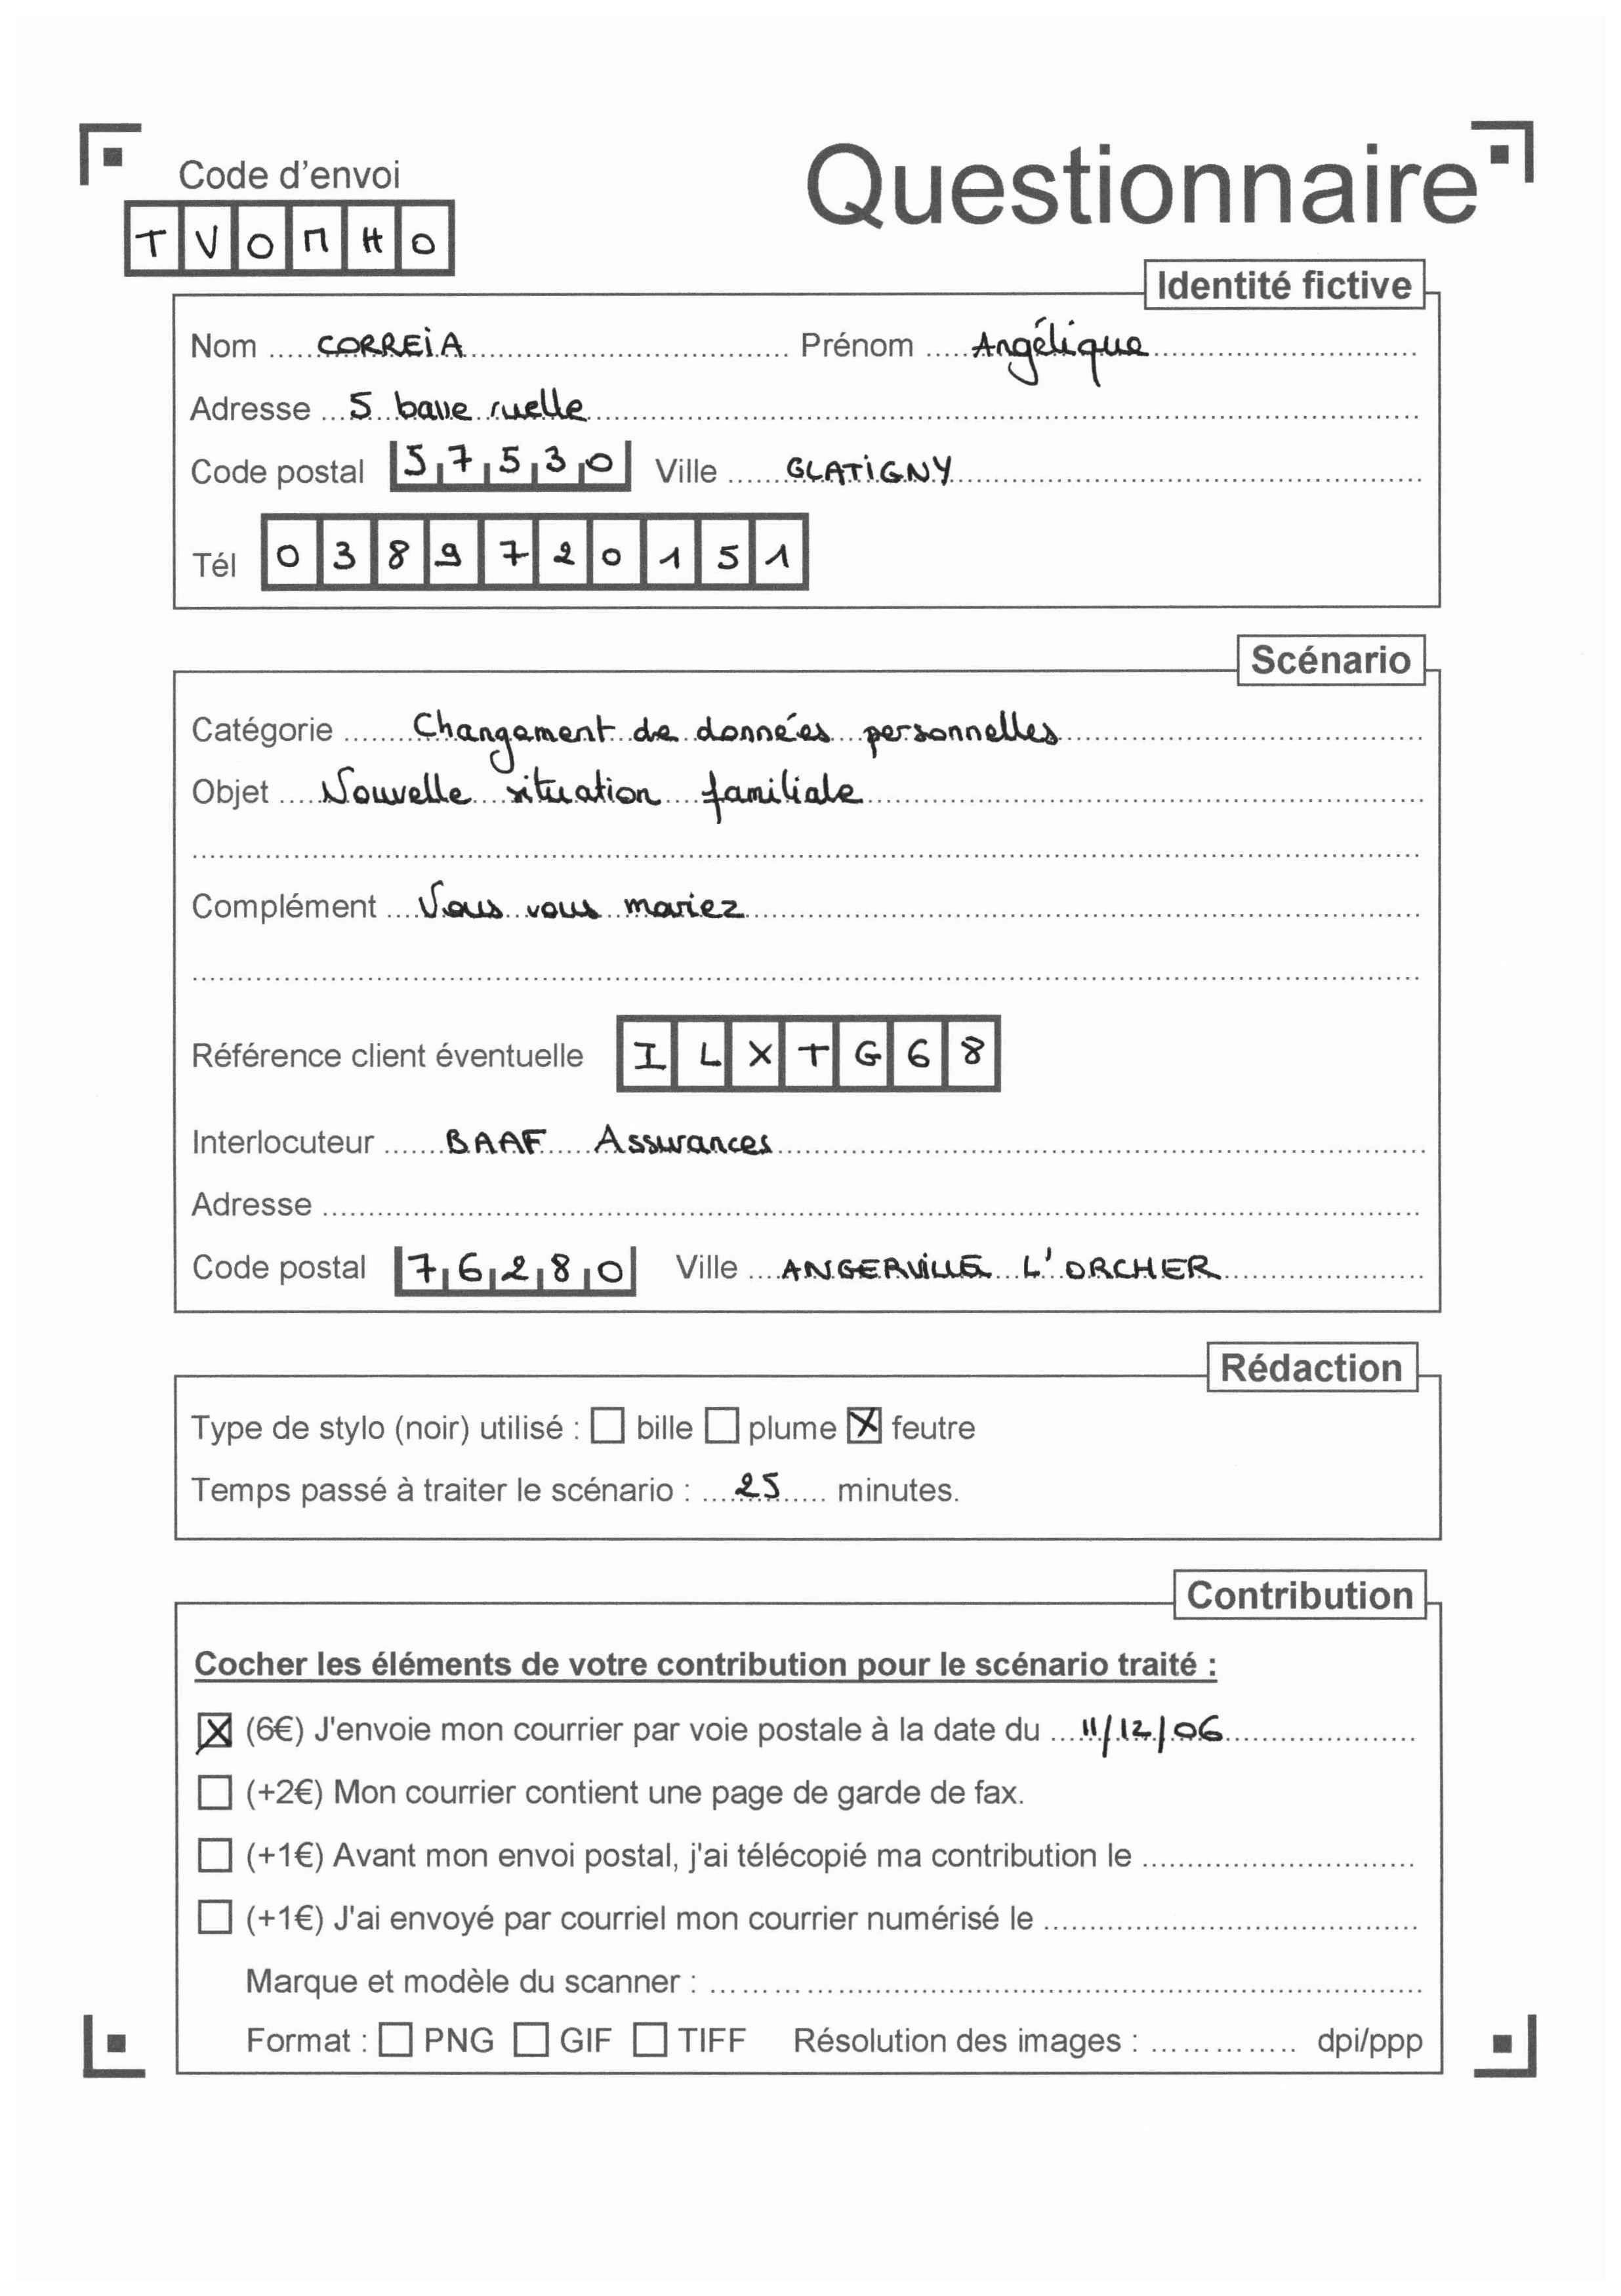 Code d'envoi
Questionnaire
TVOMHO
Identité fictive
Nom ..... CORREIA ..... Prénom ..... Angélique
Adresse ... 5 ruelle
Code postal 57530 Ville ...... GLATIGNY
Tél 0389720151
Scénario
Catégorie ........ Changement de données personnelles
Objet .... Nouvelle situation familiale
Complément ... Vous vous mariez
Référence client éventuelle ILXTG68
Interlocuteur ...... BAAF Assurances
Adresse
Code postal 76280 Ville .... ANGERVILLE L'ORCHER
Rédaction
Type de stylo (noir) utilisé : ☐ bille ☐ plume ☒ feutre
Temps passé à traiter le scénario : ... 25 ..... minutes.
Contribution
Cocher les éléments de votre contribution pour le scénario traité :
☒ (6€) J'envoie mon courrier par voie postale à la date du ... 11/12/06
☐ (+2€) Mon courrier contient une page de garde de fax.
☐ (+1€) Avant mon envoi postal, j'ai télécopié ma contribution le
☐ (+1€) J'ai envoyé par courriel mon courrier numérisé le
Marque et modèle du scanner :
Format : ☐ PNG ☐ GIF ☐ TIFF Résolution des images : ............... dpi/ppp